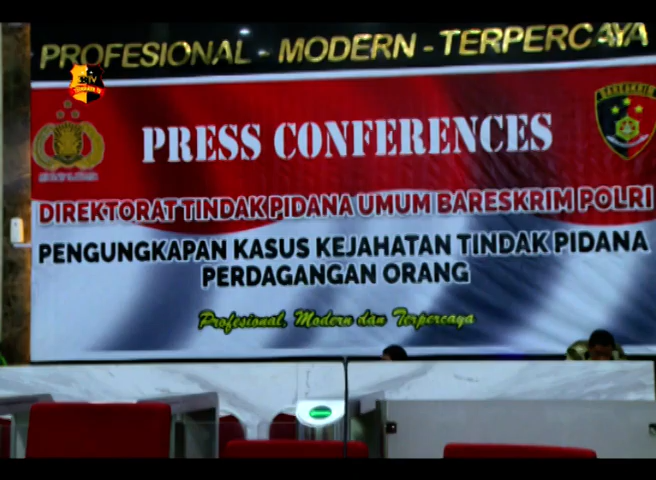 PROFESIONAL - MODERN - TERPERCAYA
BARESKRIM
PRESS CONFERENCES
DIREKTORAT TINDAK PIDANA UMUM BARESKRIM POLRI
PENGUNGKAPAN KASUS KEJAHATAN TINDAK PIDANA
PERDAGANGAN ORANG
Profesional, Modern dan Terpercaya